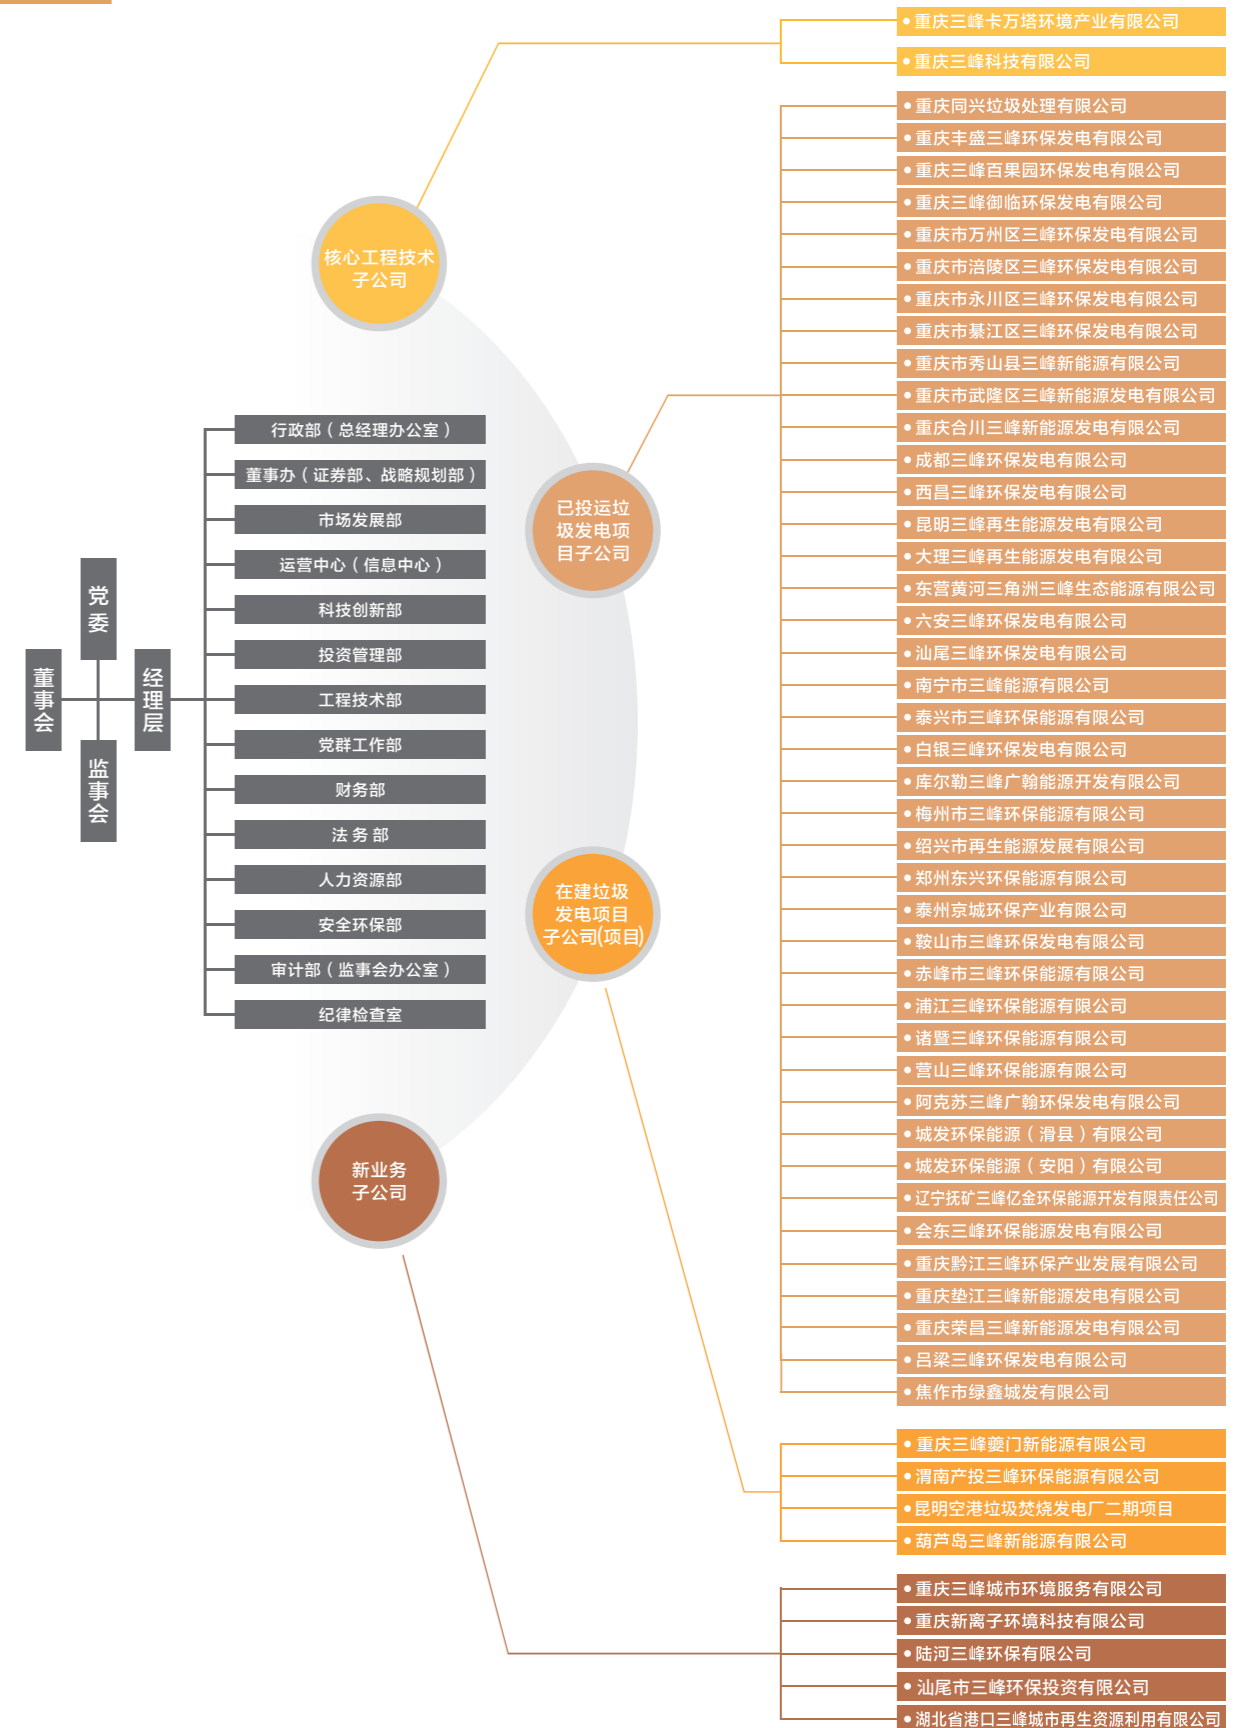 党委
董事会
经理层
监事会
行政部（总经理办公室）
董事办（证券部、战略规划部）
市场发展部
运营中心（信息中心）
科技创新部
投资管理部
工程技术部
党群工作部
财务部
法务部
人力资源部
安全环保部
审计部（监事会办公室）
纪律检查室
核心工程技术
子公司
• 重庆三峰卡万塔环境产业有限公司
• 重庆三峰科技有限公司
已投运垃
圾发电项
目子公司
• 重庆同兴垃圾处理有限公司
• 重庆丰盛三峰环保发电有限公司
• 重庆三峰百果园环保发电有限公司
• 重庆三峰御临环保发电有限公司
• 重庆市万州区三峰环保发电有限公司
• 重庆市涪陵区三峰环保发电有限公司
• 重庆市永川区三峰环保发电有限公司
• 重庆市綦江区三峰环保发电有限公司
• 重庆市秀山县三峰新能源有限公司
• 重庆市武隆区三峰新能源发电有限公司
• 重庆合川三峰新能源发电有限公司
• 成都三峰环保发电有限公司
• 西昌三峰环保发电有限公司
• 昆明三峰再生能源发电有限公司
• 大理三峰再生能源发电有限公司
• 东营黄河三角洲三峰生态能源有限公司
• 六安三峰环保发电有限公司
• 汕尾三峰环保发电有限公司
• 南宁市三峰能源有限公司
• 泰兴市三峰环保能源有限公司
• 白银三峰环保发电有限公司
• 库尔勒三峰广翰能源开发有限公司
• 梅州市三峰环保能源有限公司
• 绍兴市再生能源发展有限公司
• 郑州东兴环保能源有限公司
• 泰州京城环保产业有限公司
• 鞍山市三峰环保发电有限公司
• 赤峰市三峰环保能源有限公司
• 浦江三峰环保能源有限公司
• 诸暨三峰环保能源有限公司
• 营山三峰环保能源有限公司
• 阿克苏三峰广翰环保发电有限公司
• 城发环保能源（滑县）有限公司
• 城发环保能源（安阳）有限公司
• 辽宁抚矿三峰亿金环保能源开发有限责任公司
• 会东三峰环保能源发电有限公司
• 重庆黔江三峰环保产业发展有限公司
• 重庆垫江三峰新能源发电有限公司
• 重庆荣昌三峰新能源发电有限公司
• 吕梁三峰环保发电有限公司
• 焦作市绿鑫城发有限公司
在建垃圾
发电项目
子公司(项目)
• 重庆三峰夔门新能源有限公司
• 渭南产投三峰环保能源有限公司
• 昆明空港垃圾焚烧发电厂二期项目
• 葫芦岛三峰新能源有限公司
新业务
子公司
• 重庆三峰城市环境服务有限公司
• 重庆新离子环境科技有限公司
• 陆河三峰环保有限公司
• 汕尾市三峰环保投资有限公司
• 湖北省港口三峰城市再生资源利用有限公司